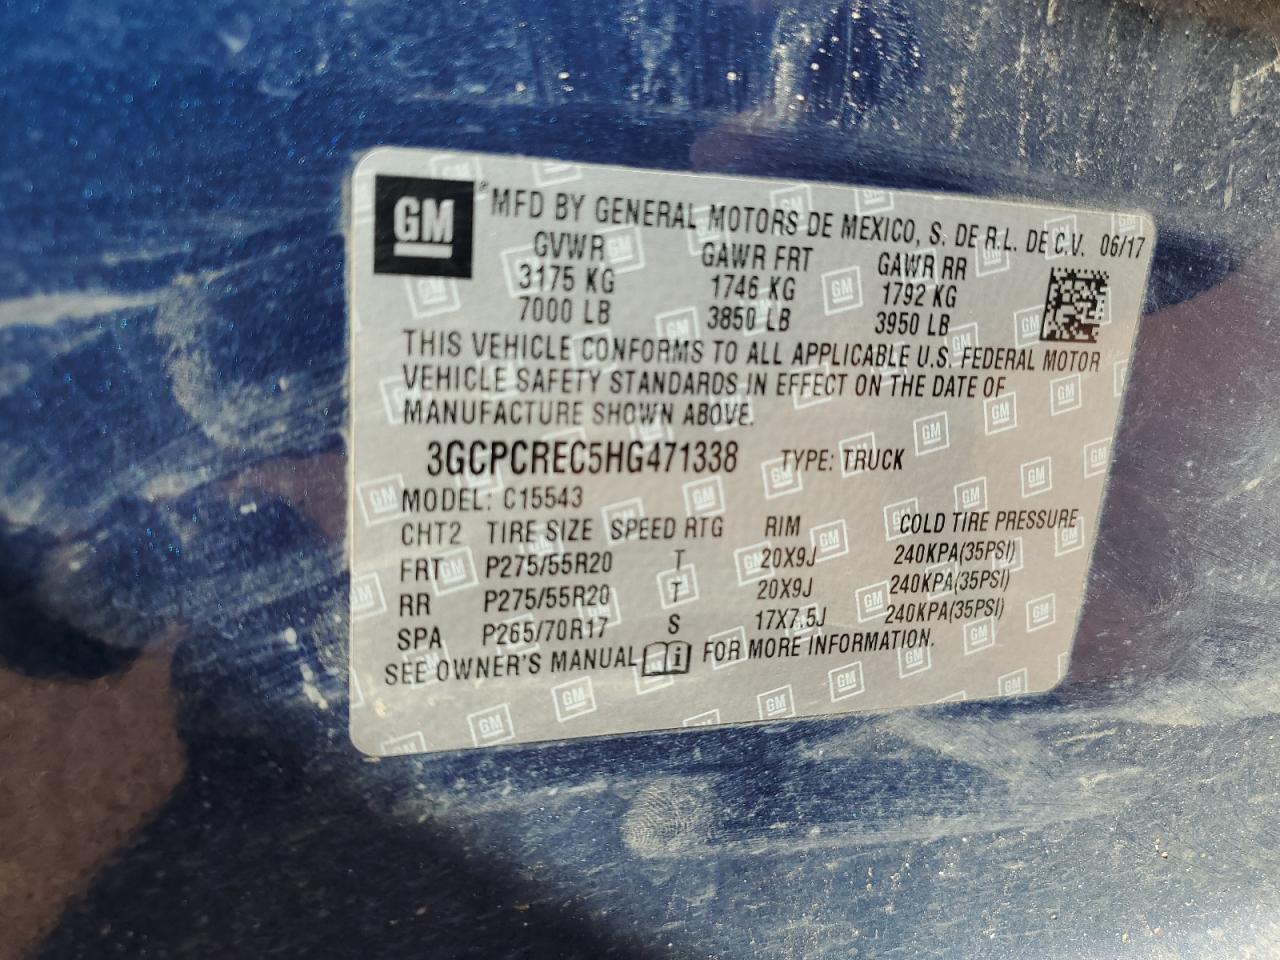 GM ® MFD BY GENERAL MOTORS DE MEXICO, S. DE R.L. DE C.V. 06/17
GVWR GAWR FRT GAWR RR
3175 KG 1746 KG 1792 KG
7000 LB 3850 LB 3950 LB
THIS VEHICLE CONFORMS TO ALL APPLICABLE U.S. FEDERAL MOTOR
VEHICLE SAFETY STANDARDS IN EFFECT ON THE DATE OF
MANUFACTURE SHOWN ABOVE.
3GCPCREC5HG471338 TYPE: TRUCK
MODEL: C15543
CHT2 TIRE SIZE SPEED RTG RIM COLD TIRE PRESSURE
FRT P275/55R20 T 20X9J 240KPA(35PSI)
RR P275/55R20 T 20X9J 240KPA(35PSI)
SPA P265/70R17 S 17X7.5J 240KPA(35PSI)
SEE OWNER'S MANUAL i FOR MORE INFORMATION.